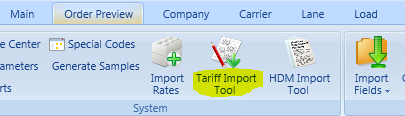 Main Order Preview Company Carrier Lane Load
e Center Special Codes
rameters Generate Samples
rts
Import Rates
Tariff Import Tool
HDM Import Tool
Import Fields
System